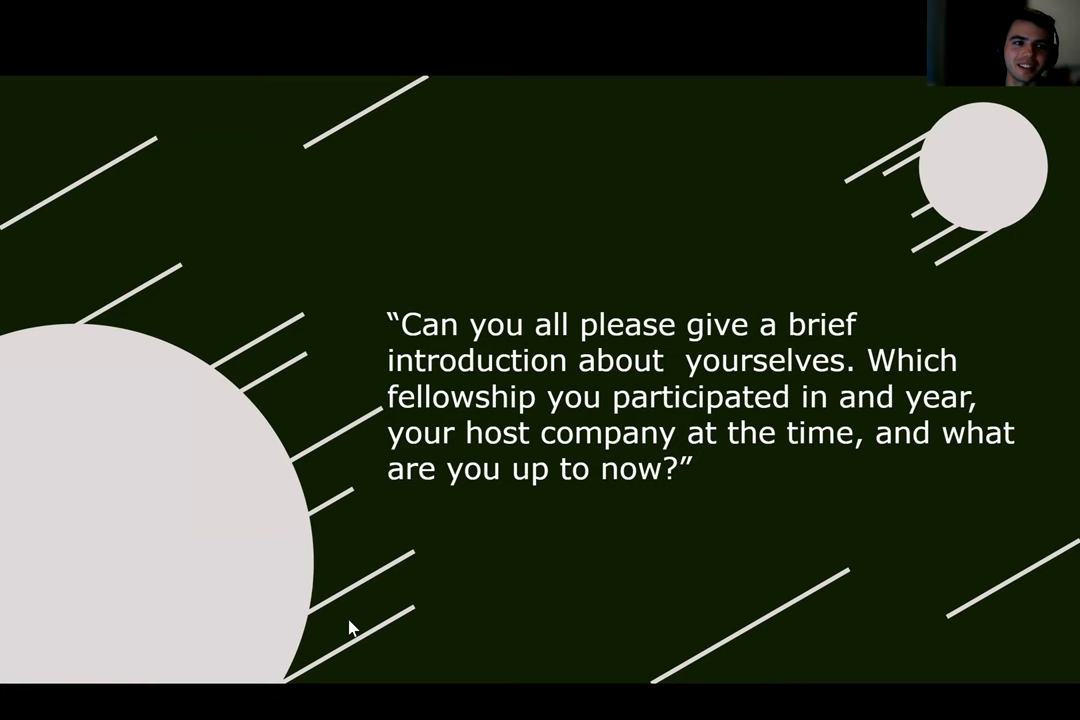 “Can you all please give a brief
introduction about  yourselves. Which
fellowship you participated in and year,
your host company at the time, and what
are you up to now?”